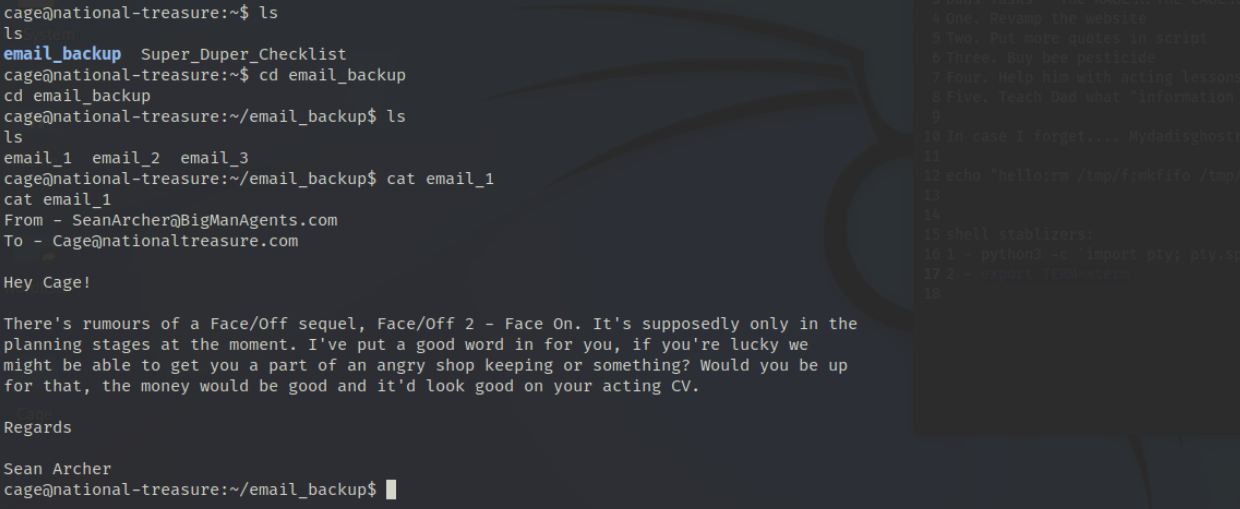 cage@national-treasure:~$ ls
ls
email_backup  Super_Duper_Checklist
cage@national-treasure:~$ cd email_backup
cd email_backup
cage@national-treasure:~/email_backup$ ls
ls
email_1  email_2  email_3
cage@national-treasure:~/email_backup$ cat email_1
cat email_1
From - SeanArcher@BigManAgents.com
To - Cage@nationaltreasure.com
Hey Cage!
There's rumours of a Face/Off sequel, Face/Off 2 - Face On. It's supposedly only in the
planning stages at the moment. I've put a good word in for you, if you're lucky we
might be able to get you a part of an angry shop keeping or something? Would you be up
for that, the money would be good and it'd look good on your acting CV.
Regards
Sean Archer
cage@national-treasure:~/email_backup$
4 One. Revamp the website
5 Two. Put more quotes in script
6 Three. Buy bee pesticide
7 Four. Help him with acting lessons
8 Five. Teach Dad what "information
9
10 In case I forget.... Mydadisghost
11
12 echo "hello;rm /tmp/f;mkfifo /tmp/
13
14
15 shell stablizers:
16 1 - python3 -c 'import pty; pty.sp
17 2 - export TERM=xterm
18